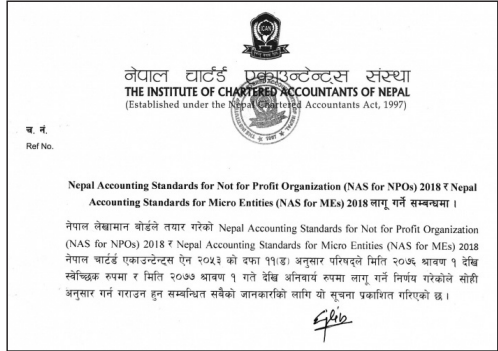 नेपाल चार्टर्ड एकाउन्टेन्ट्स संस्था
THE INSTITUTE OF CHARTERED ACCOUNTANTS OF NEPAL
(Established under the Nepal Chartered Accountants Act, 1997)
च. नं.
Ref No.
Nepal Accounting Standards for Not for Profit Organization (NAS for NPOs) 2018 र Nepal
Accounting Standards for Micro Entities (NAS for MEs) 2018 लागू गर्ने सम्बन्धमा ।
नेपाल लेखामान बोर्डले तयार गरेको Nepal Accounting Standards for Not for Profit Organization
(NAS for NPOs) 2018 र Nepal Accounting Standards for Micro Entities (NAS for MEs) 2018
नेपाल चार्टर्ड एकाउन्टेन्ट्स ऐन २०५३ को दफा ११(ड) अनुसार परिषद्ले मिति २०७६ श्रावण १ देखि
स्वेच्छिक रुपमा र मिति २०७७ श्रावण १ गते देखि अनिवार्य रुपमा लागू गर्ने निर्णय गरेकोले सोही
अनुसार गर्न गराउन हुन सम्बन्धित सबैको जानकारीको लागि यो सूचना प्रकाशित गरिएको छ ।